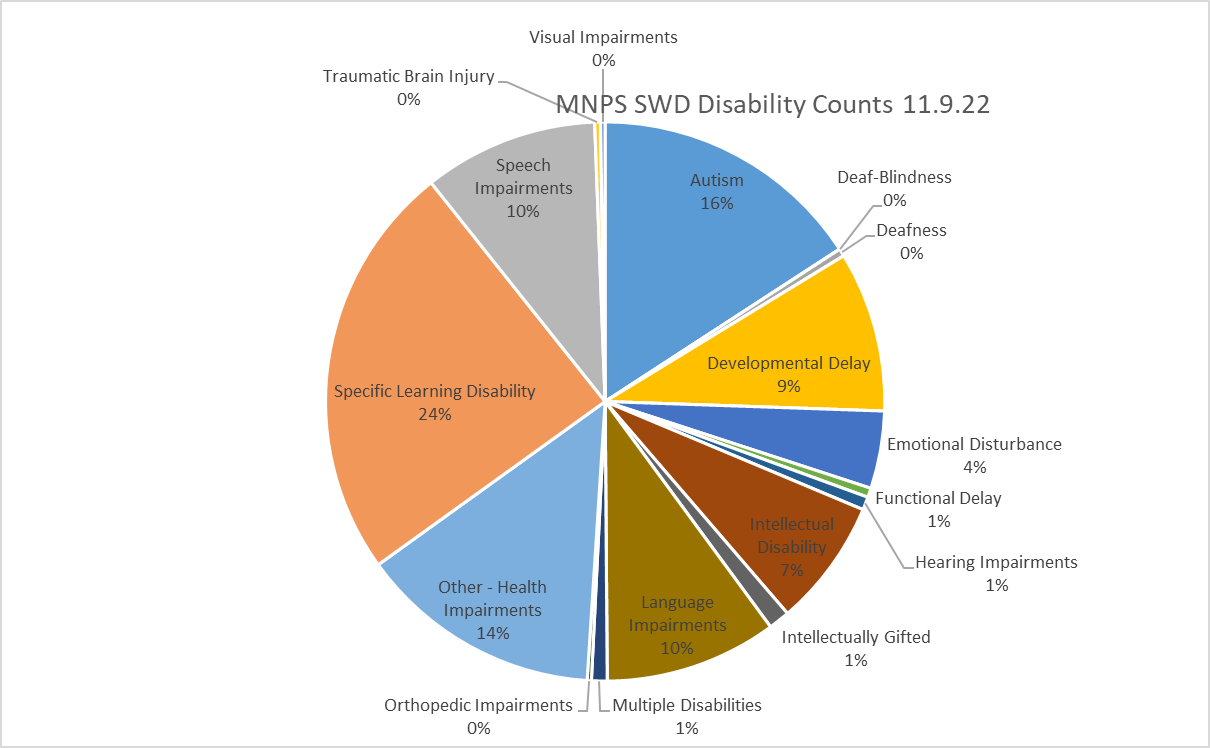 MNPS SWD Disability Counts 11.9.22
Visual Impairments
0%
Traumatic Brain Injury
0%
Speech
Impairments
10%
Autism
16%
Deaf-Blindness
0%
Deafness
0%
Developmental Delay
9%
Specific Learning Disability
24%
Emotional Disturbance
4%
Functional Delay
1%
Hearing Impairments
1%
Intellectual
Disability
7%
Intellectually Gifted
1%
Language
Impairments
10%
Other - Health
Impairments
14%
Orthopedic Impairments
0%
Multiple Disabilities
1%